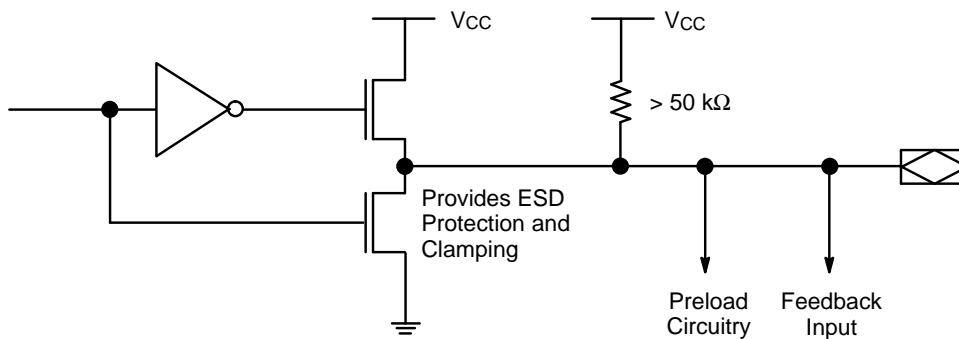 VCC
VCC
> 50 kΩ
Provides ESD
Protection and
Clamping
Preload
Circuitry
Feedback
Input